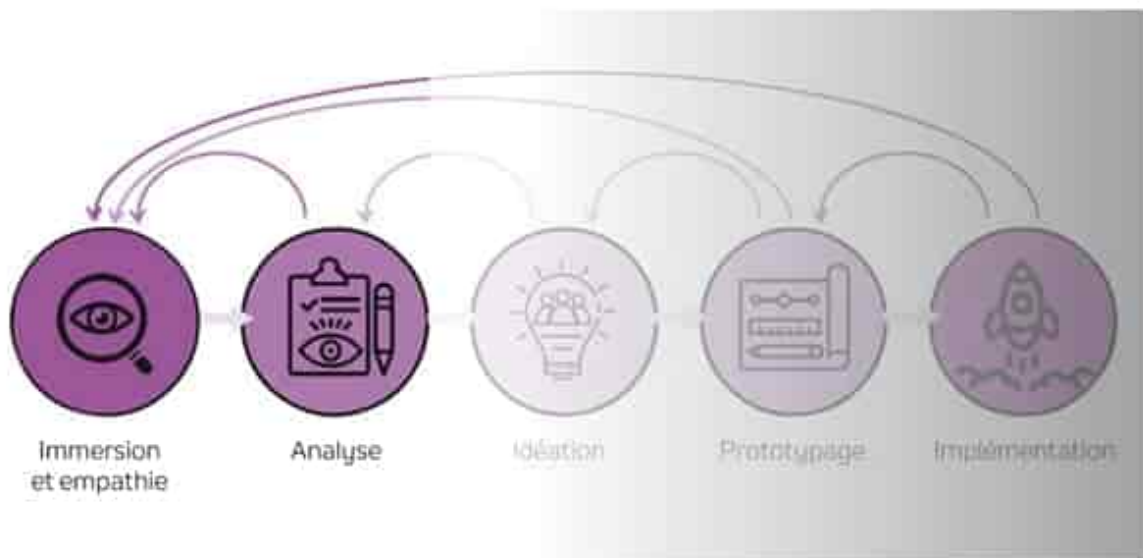 Immersion
et empathie
Analyse
Idéation
Prototypage
Implémentation